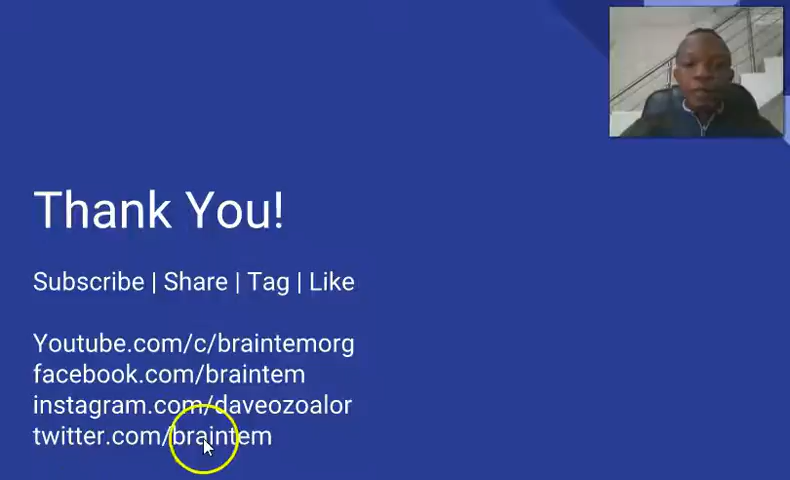 Thank You!
Subscribe | Share | Tag | Like
Youtube.com/c/braintemorg
facebook.com/braintem
instagram.com/daveozoalor
twitter.com/braintem